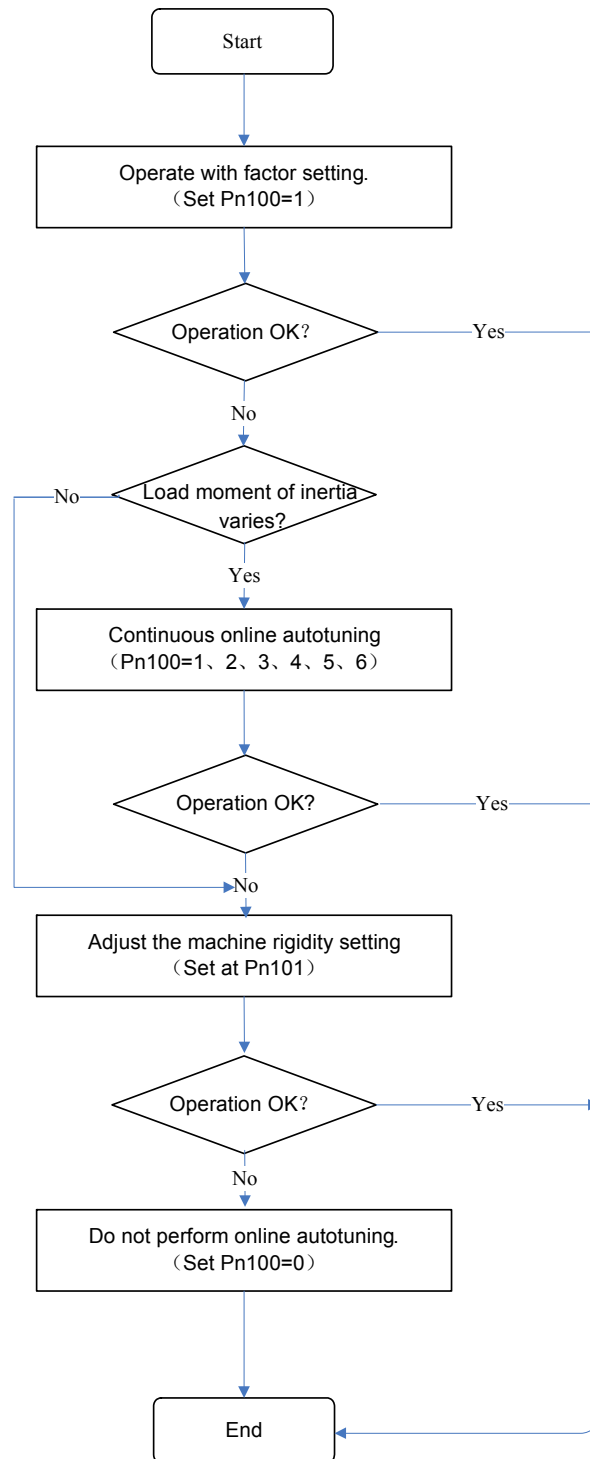 Start
Operate with factor setting.
（Set Pn100=1）
Operation OK？
Yes
No
Load moment of inertia
varies?
No
Yes
Continuous online autotuning
（Pn100=1、2、3、4、5、6）
Operation OK?
Yes
No
Adjust the machine rigidity setting
（Set at Pn101）
Operation OK？
Yes
No
Do not perform online autotuning.
（Set Pn100=0）
End